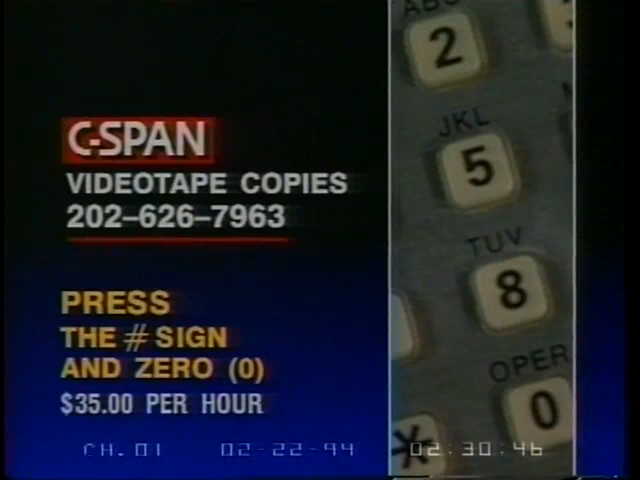 C-SPAN
VIDEOTAPE COPIES
202-626-7963
PRESS
THE # SIGN
AND ZERO (0)
$35.00 PER HOUR
ABC
2
JKL
5
TUV
8
OPER
0
*
CH.01 02-22-94 02:30:46